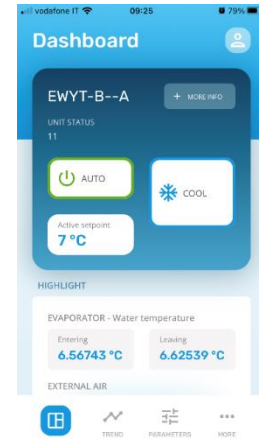 vodafone IT 09:25 79%
Dashboard
EWYT-B--A + MORE INFO
UNIT STATUS
11
AUTO
COOL
Active setpoint
7 °C
HIGHLIGHT
EVAPORATOR - Water temperature
Entering Leaving
6.56743 °C 6.62539 °C
EXTERNAL AIR
TREND PARAMETERS MORE